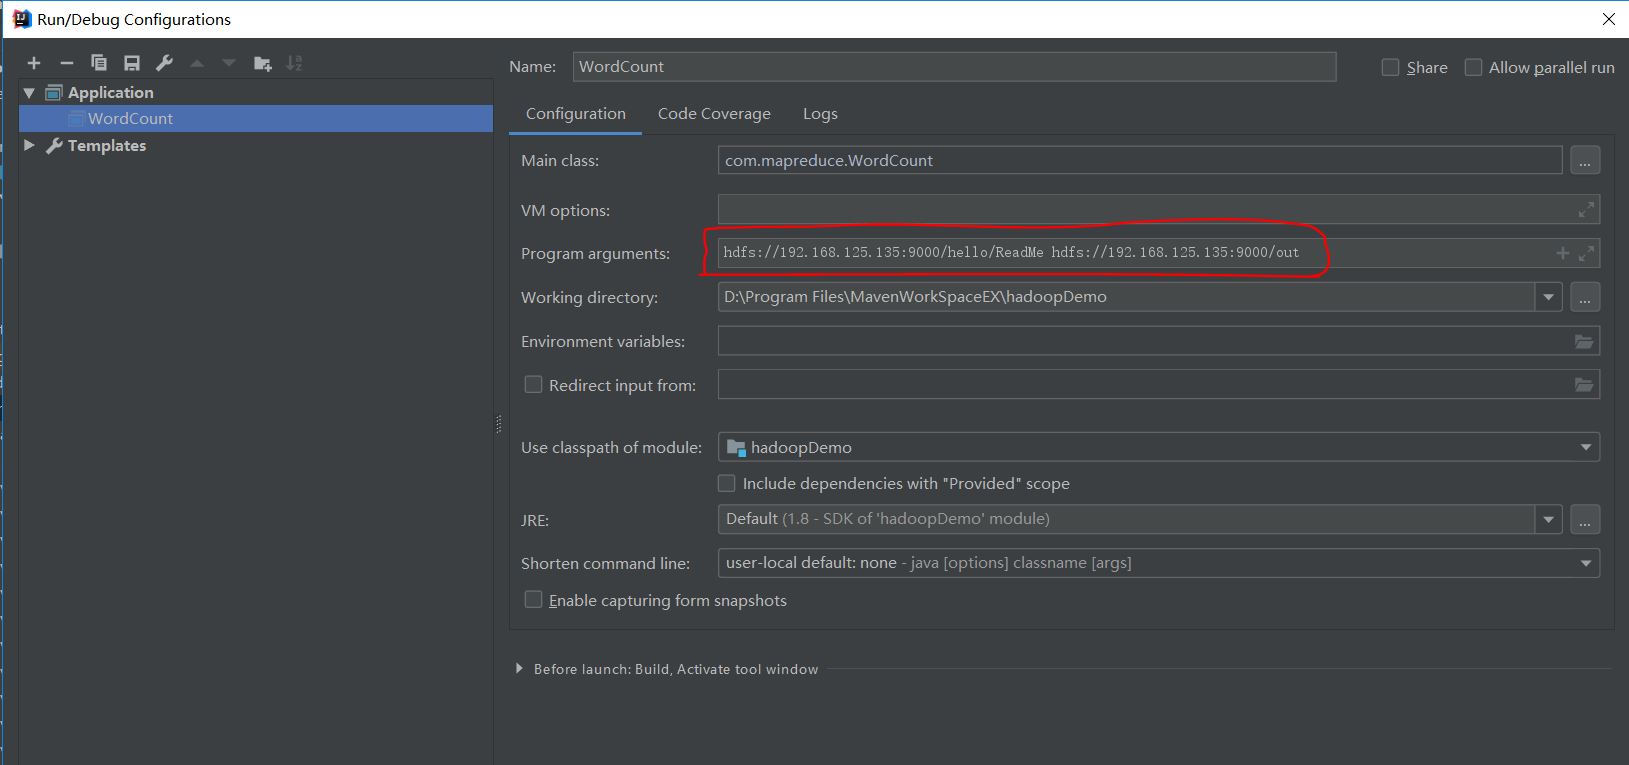 Run/Debug Configurations
Application
WordCount
Templates
Name: WordCount Share Allow parallel run
Configuration Code Coverage Logs
Main class: com.mapreduce.WordCount ...
VM options:
Program arguments: hdfs://192.168.125.135:9000/hello/ReadMe hdfs://192.168.125.135:9000/out
Working directory: D:\Program Files\MavenWorkSpaceEX\hadoopDemo ...
Environment variables:
Redirect input from:
Use classpath of module: hadoopDemo
Include dependencies with "Provided" scope
JRE: Default (1.8 - SDK of 'hadoopDemo' module) ...
Shorten command line: user-local default: none - java [options] classname [args]
Enable capturing form snapshots
Before launch: Build, Activate tool window